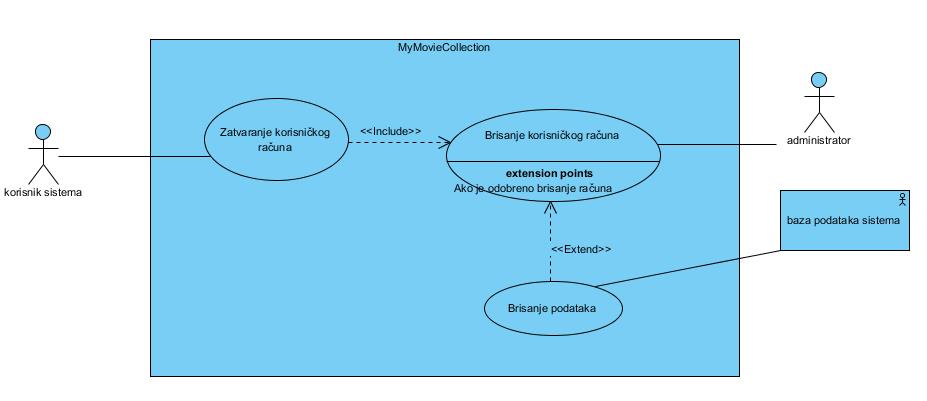 MyMovieCollection
Zatvaranje korisničkog
računa
<<Include>>
Brisanje korisničkog računa
extension points
Ako je odobreno brisanje računa
<<Extend>>
Brisanje podataka
korisnik sistema
administrator
baza podataka sistema